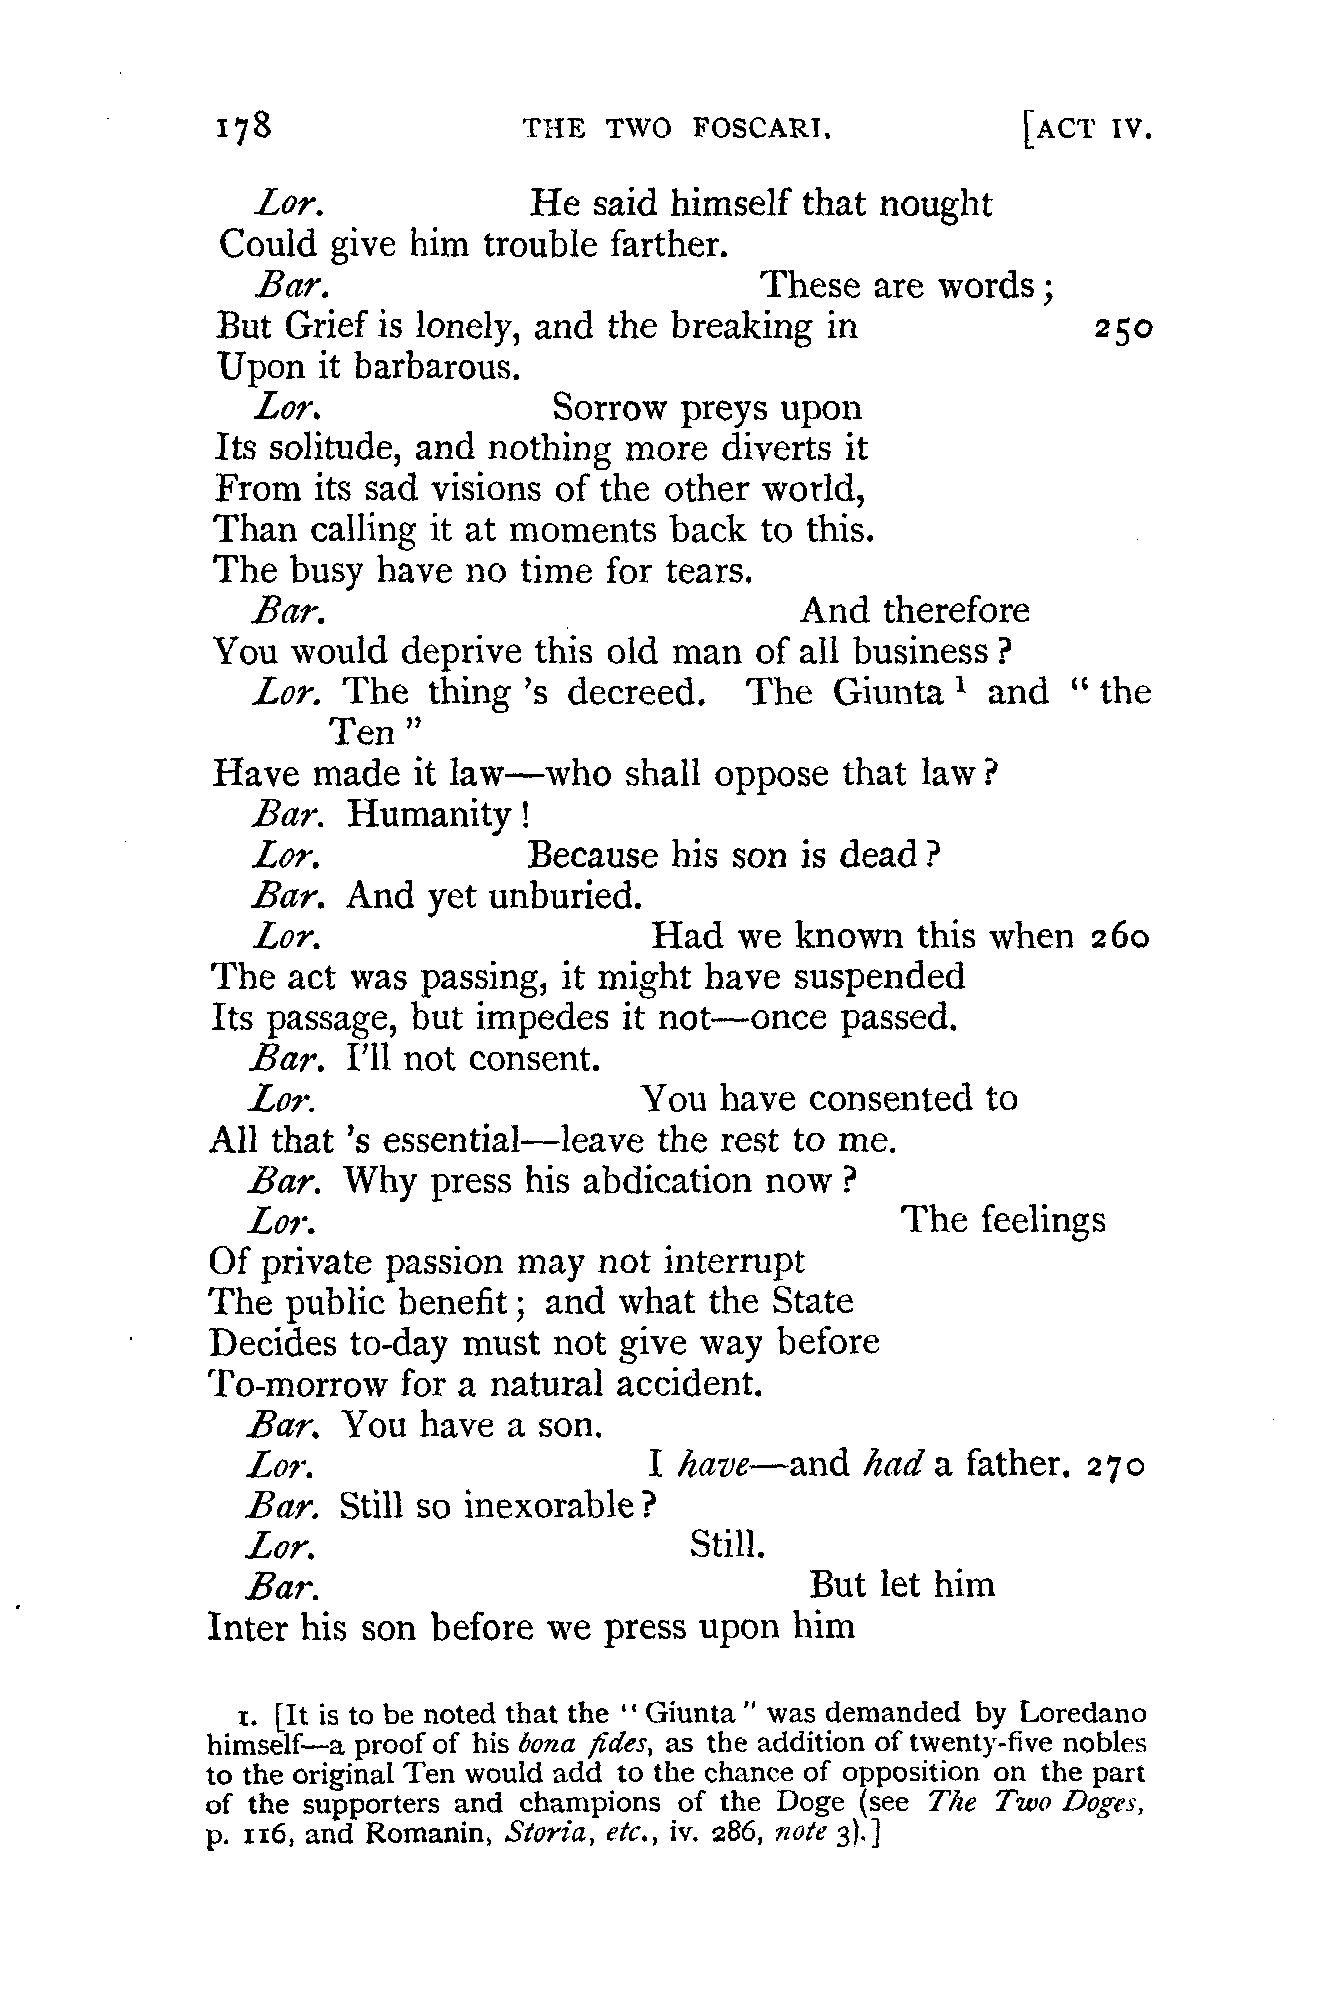 178 THE TWO FOSCARI. [ACT IV.
Lor. He said himself that nought
Could give him trouble farther.
Bar. These are words;
But Grief is lonely, and the breaking in 250
Upon it barbarous.
Lor. Sorrow preys upon
Its solitude, and nothing more diverts it
From its sad visions of the other world,
Than calling it at moments back to this.
The busy have no time for tears.
Bar. And therefore
You would deprive this old man of all business?
Lor. The thing 's decreed. The Giunta ¹ and "the
Ten"
Have made it law—who shall oppose that law?
Bar. Humanity!
Lor. Because his son is dead?
Bar. And yet unburied.
Lor. Had we known this when 260
The act was passing, it might have suspended
Its passage, but impedes it not—once passed.
Bar. I'll not consent.
Lor. You have consented to
All that 's essential—leave the rest to me.
Bar. Why press his abdication now?
Lor. The feelings
Of private passion may not interrupt
The public benefit; and what the State
Decides to-day must not give way before
To-morrow for a natural accident.
Bar. You have a son.
Lor. I have—and had a father. 270
Bar. Still so inexorable?
Lor. Still.
Bar. But let him
Inter his son before we press upon him
1. [It is to be noted that the "Giunta" was demanded by Loredano
himself—a proof of his bona fides, as the addition of twenty-five nobles
to the original Ten would add to the chance of opposition on the part
of the supporters and champions of the Doge (see The Two Doges,
p. 116, and Romanin, Storia, etc., iv. 286, note 3).]